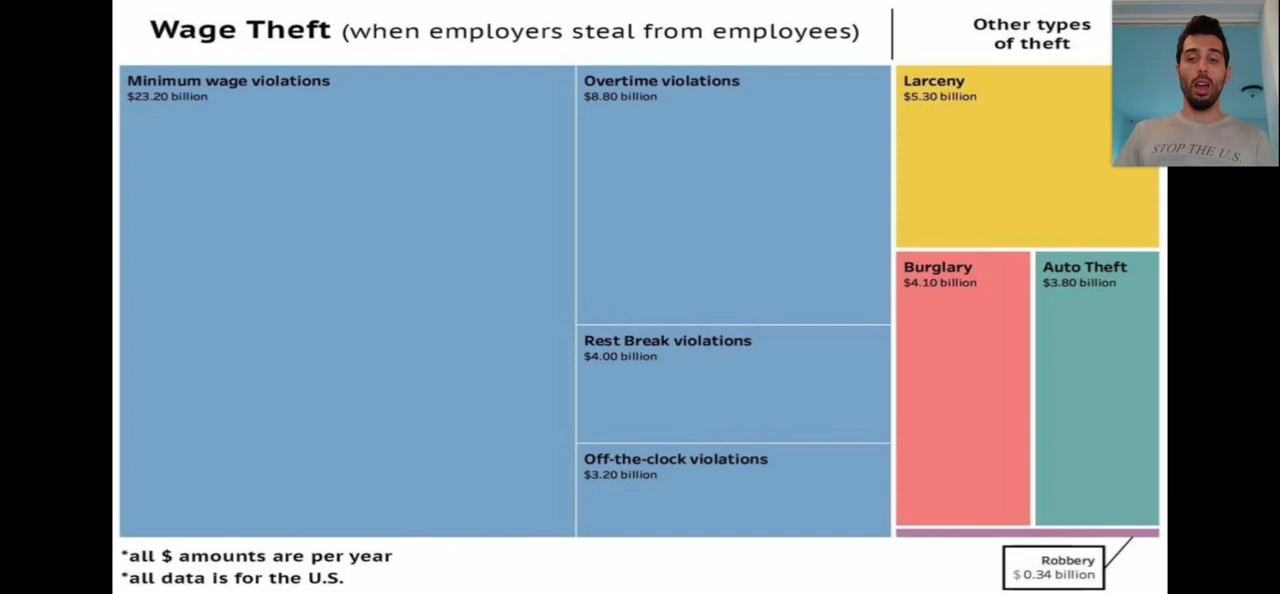 Wage Theft (when employers steal from employees)
Other types
of theft
Minimum wage violations
$23.20 billion
Overtime violations
$8.80 billion
Rest Break violations
$4.00 billion
Off-the-clock violations
$3.20 billion
Larceny
$5.30 billion
Burglary
$4.10 billion
Auto Theft
$3.80 billion
Robbery
$ 0.34 billion
*all $ amounts are per year
*all data is for the U.S.
STOP THE U.S.